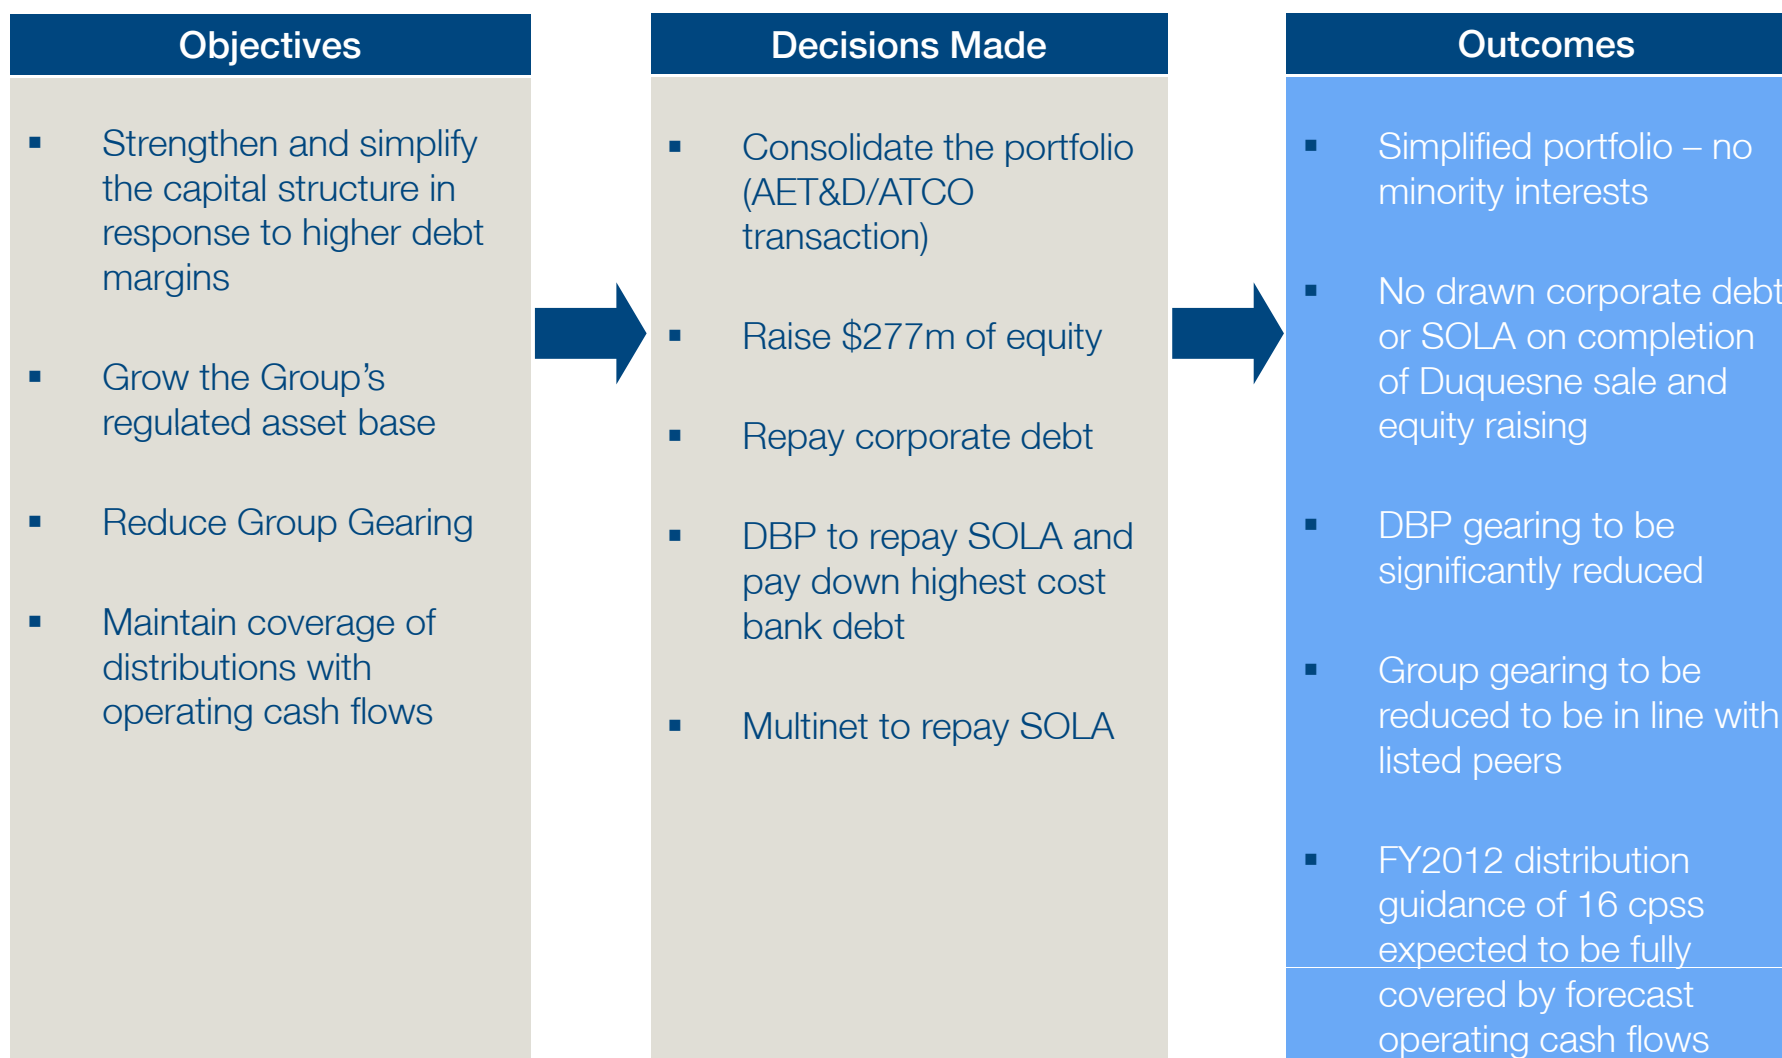 Objectives
▪ Strengthen and simplify
the capital structure in
response to higher debt
margins
▪ Grow the Group’s
regulated asset base
▪ Reduce Group Gearing
▪ Maintain coverage of
distributions with
operating cash flows
Decisions Made
▪ Consolidate the portfolio
(AET&D/ATCO
transaction)
▪ Raise $277m of equity
▪ Repay corporate debt
▪ DBP to repay SOLA and
pay down highest cost
bank debt
▪ Multinet to repay SOLA
Outcomes
▪ Simplified portfolio – no
minority interests
▪ No drawn corporate debt
or SOLA on completion
of Duquesne sale and
equity raising
▪ DBP gearing to be
significantly reduced
▪ Group gearing to be
reduced to be in line with
listed peers
▪ FY2012 distribution
guidance of 16 cpss
expected to be fully
covered by forecast
operating cash flows